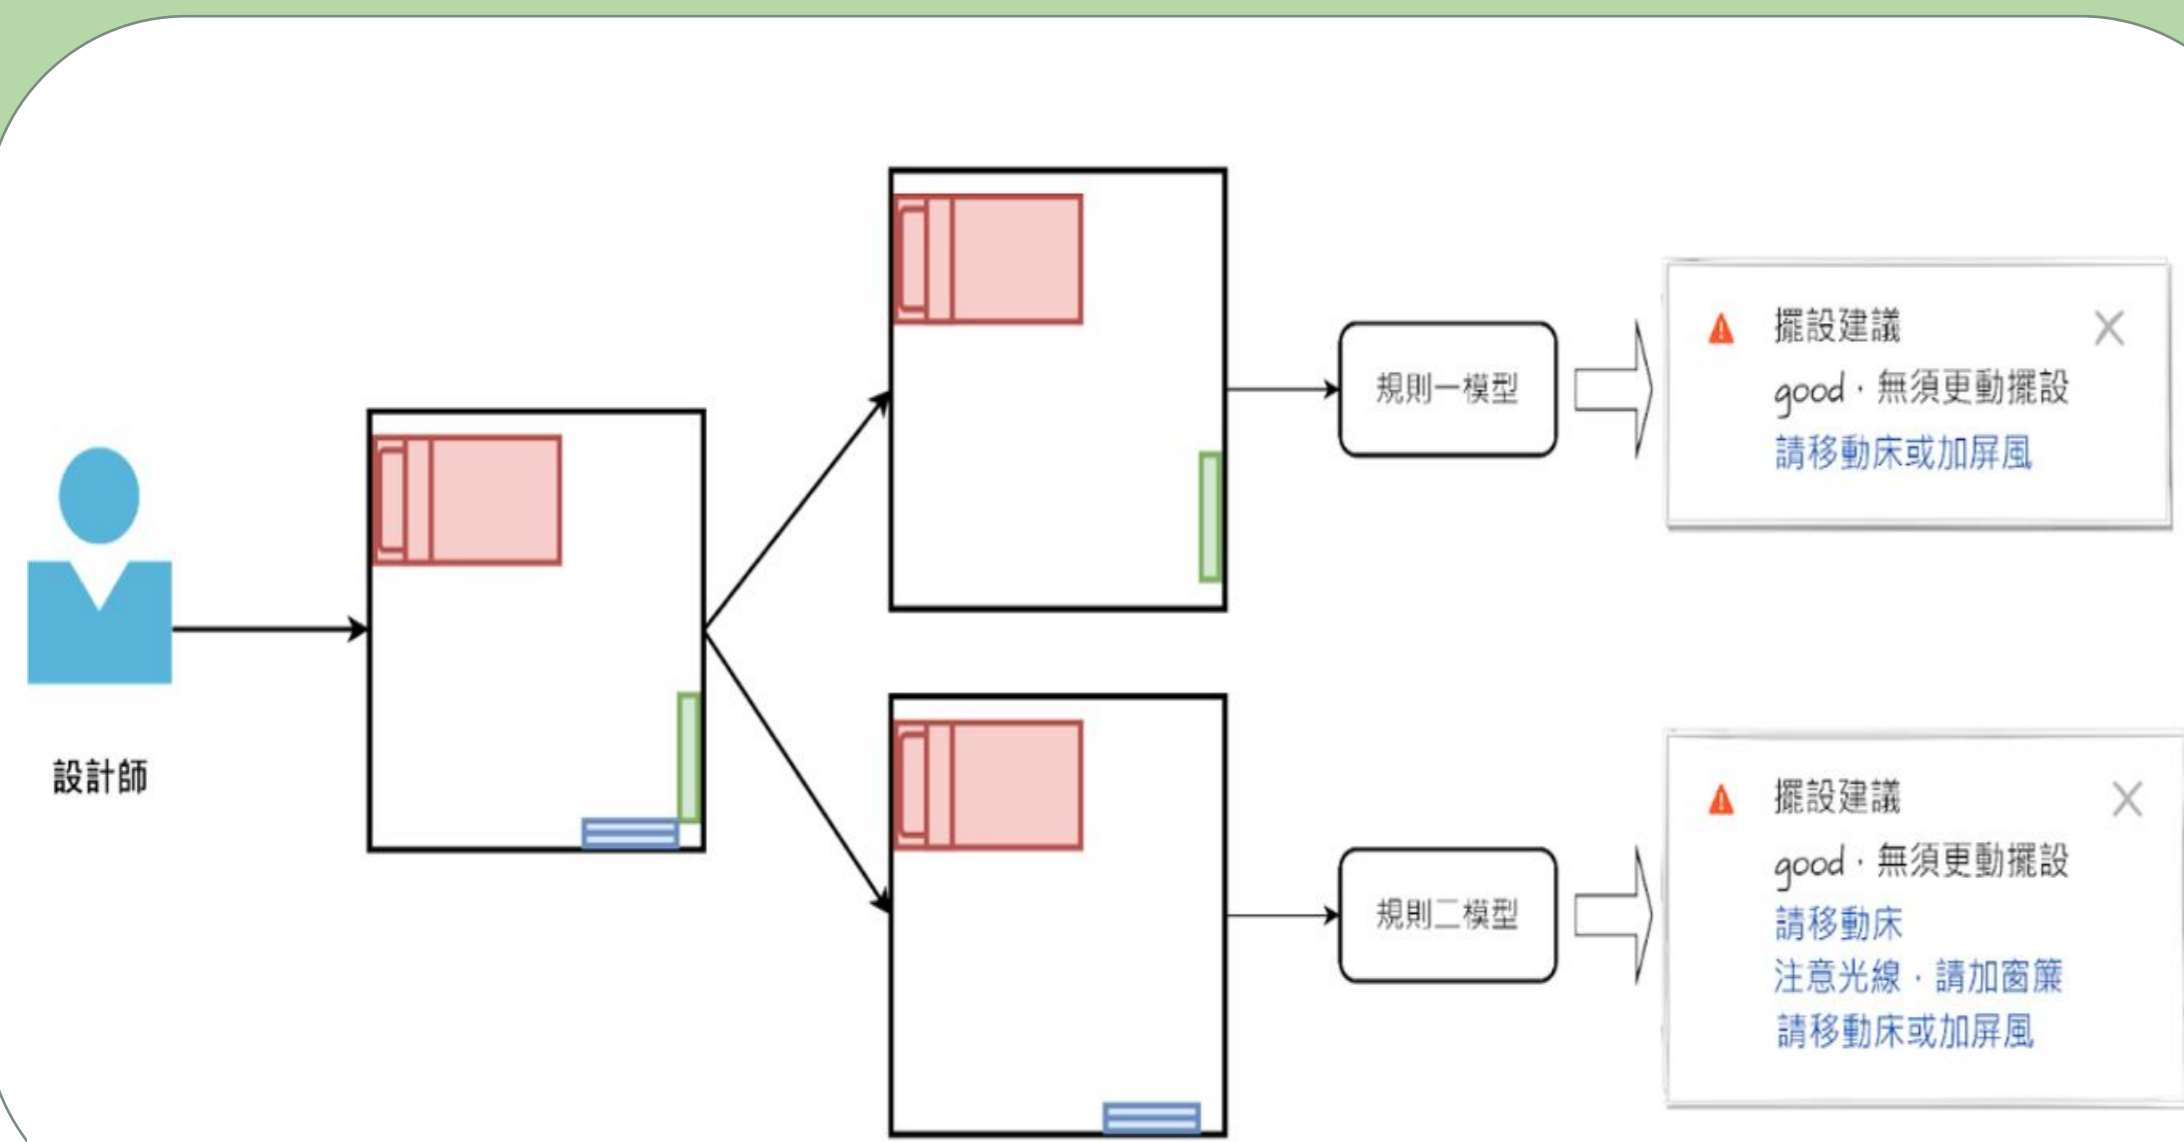 設計師
規則一模型
擺設建議
good，無須更動擺設
請移動床或加屏風
規則二模型
擺設建議
good，無須更動擺設
請移動床
注意光線，請加窗簾
請移動床或加屏風